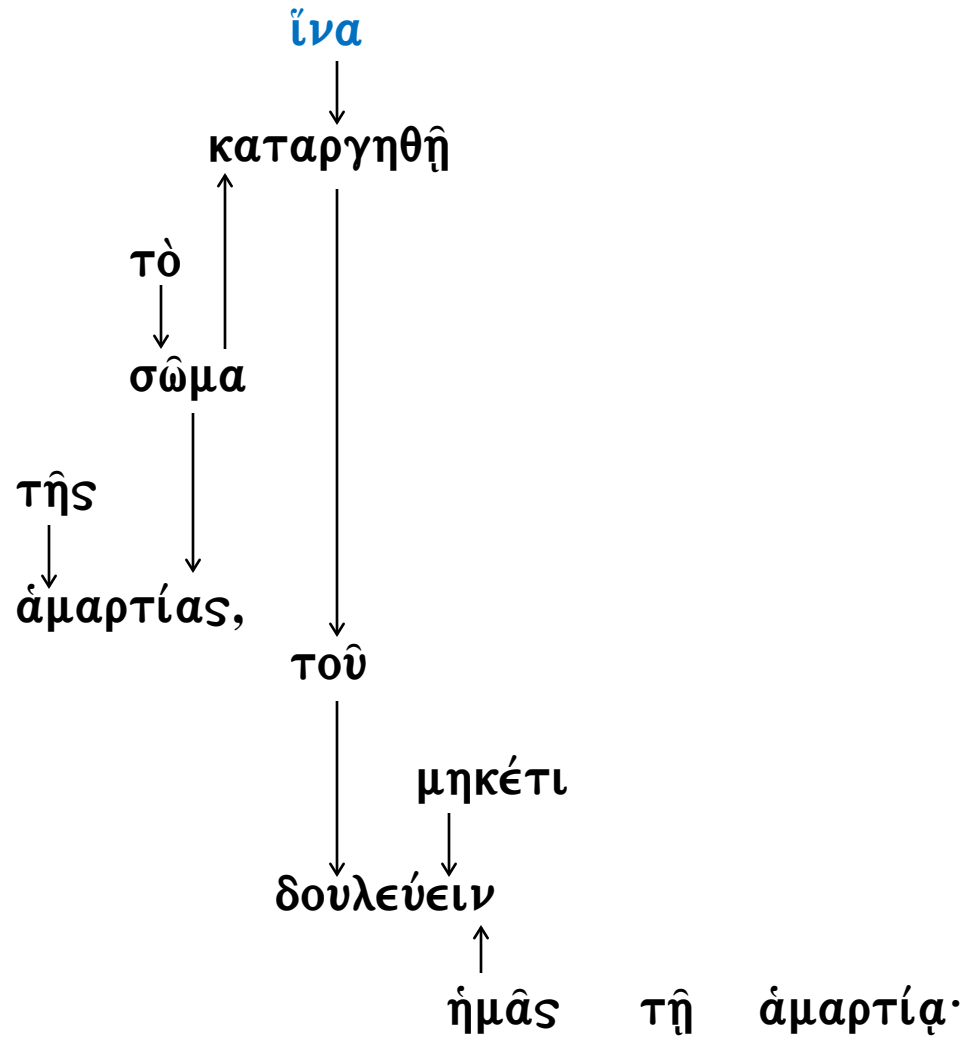 ἵνα
καταργηθῇ
τὸ
σῶμα
τῆς
ἁμαρτίας,
τοῦ
μηκέτι
δουλεύειν
ἡμᾶς τῇ ἁμαρτίᾳ·